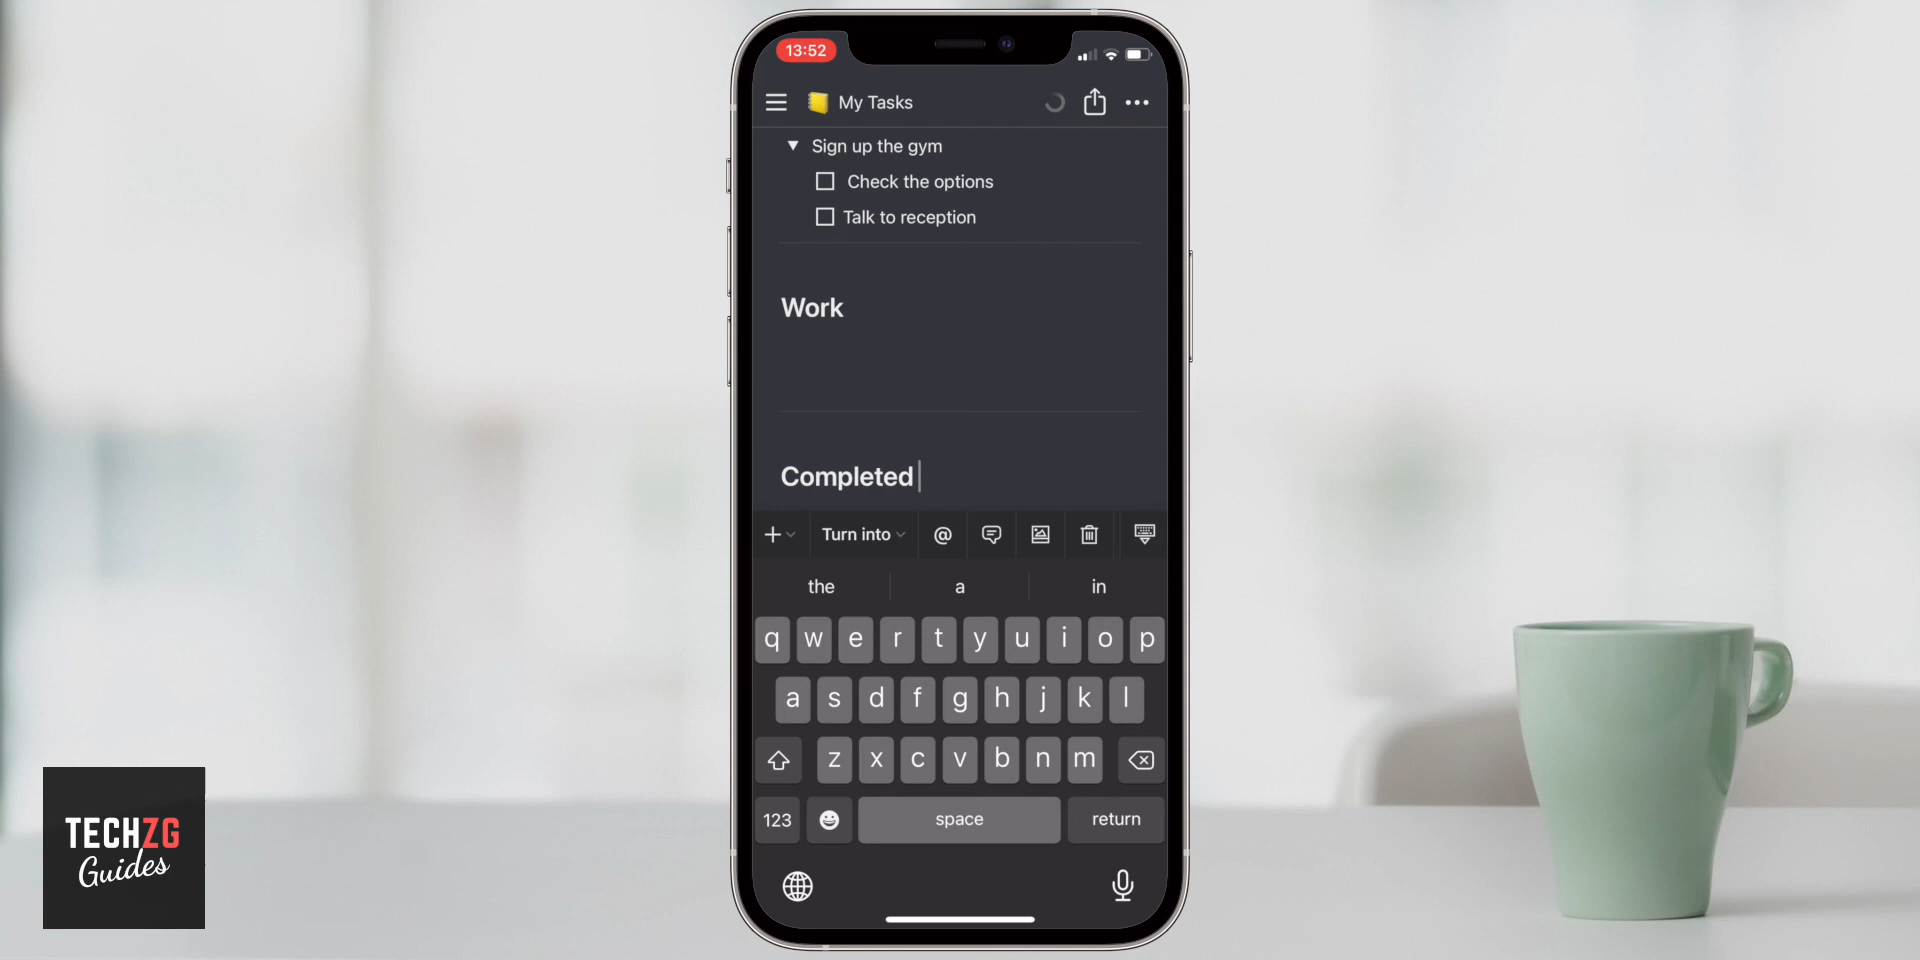 13:52
My Tasks
Sign up the gym
Check the options
Talk to reception
Work
Completed
Turn into
@
the a in
q w e r t y u i o p
a s d f g h j k l
z x c v b n m
123 space return
TECHZG
Guides